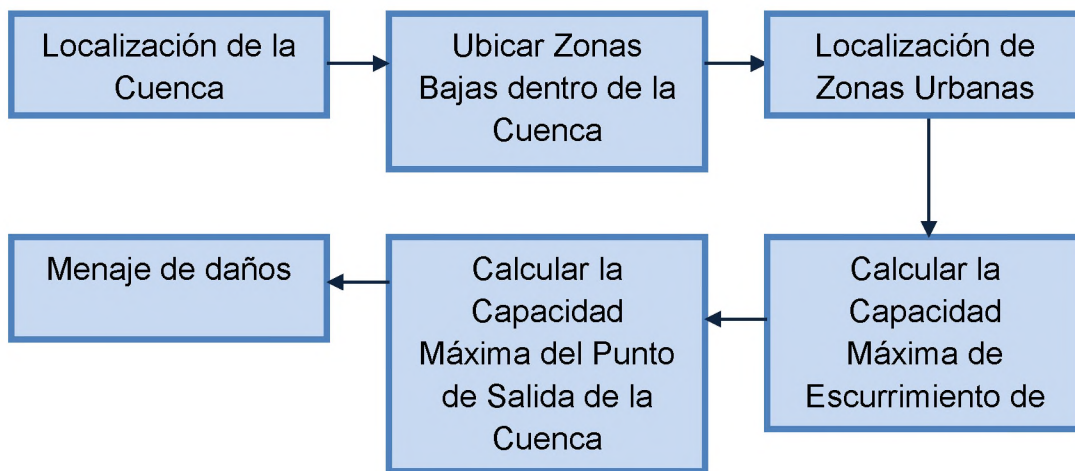 Localización de la
Cuenca
Ubicar Zonas
Bajas dentro de la
Cuenca
Localización de
Zonas Urbanas
Calcular la
Capacidad
Máxima de
Escurrimiento de
Calcular la
Capacidad
Máxima del Punto
de Salida de la
Cuenca
Menaje de daños